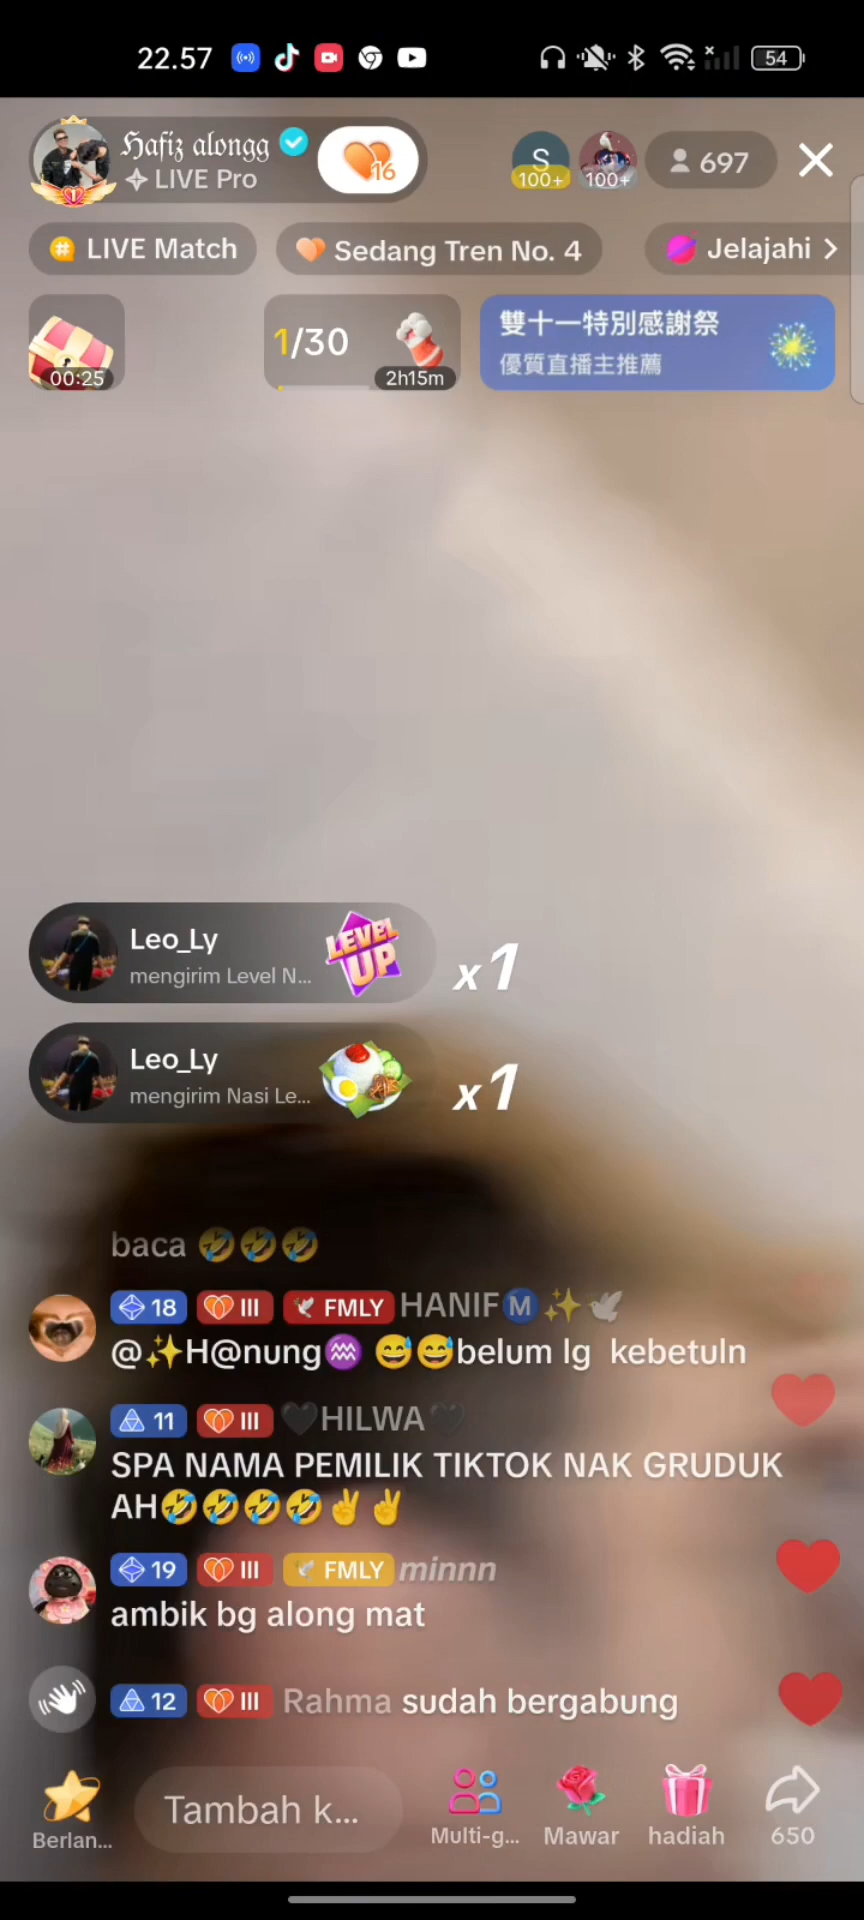 22.57
54
ℌafiz alongg
LIVE Pro
16
S
100+
100+
697
LIVE Match
Sedang Tren No. 4
Jelajahi
00:25
1/30
2h15m
雙十一特別感謝祭
優質直播主推薦
Leo_Ly
mengirim Level N...
LEVEL UP
x1
Leo_Ly
mengirim Nasi Le...
x1
baca 🤣🤣🤣
18 III FMLY HANIFⓂ️✨🕊
@✨H@nung♒ 😅😅belum lg kebetuln
11 III 🖤HILWA🖤
SPA NAMA PEMILIK TIKTOK NAK GRUDUK
AH🤣🤣🤣🤣✌✌
19 III FMLY minnn
ambik bg along mat
12 III Rahma sudah bergabung
Berlan...
Tambah k...
Multi-g...
Mawar
hadiah
650